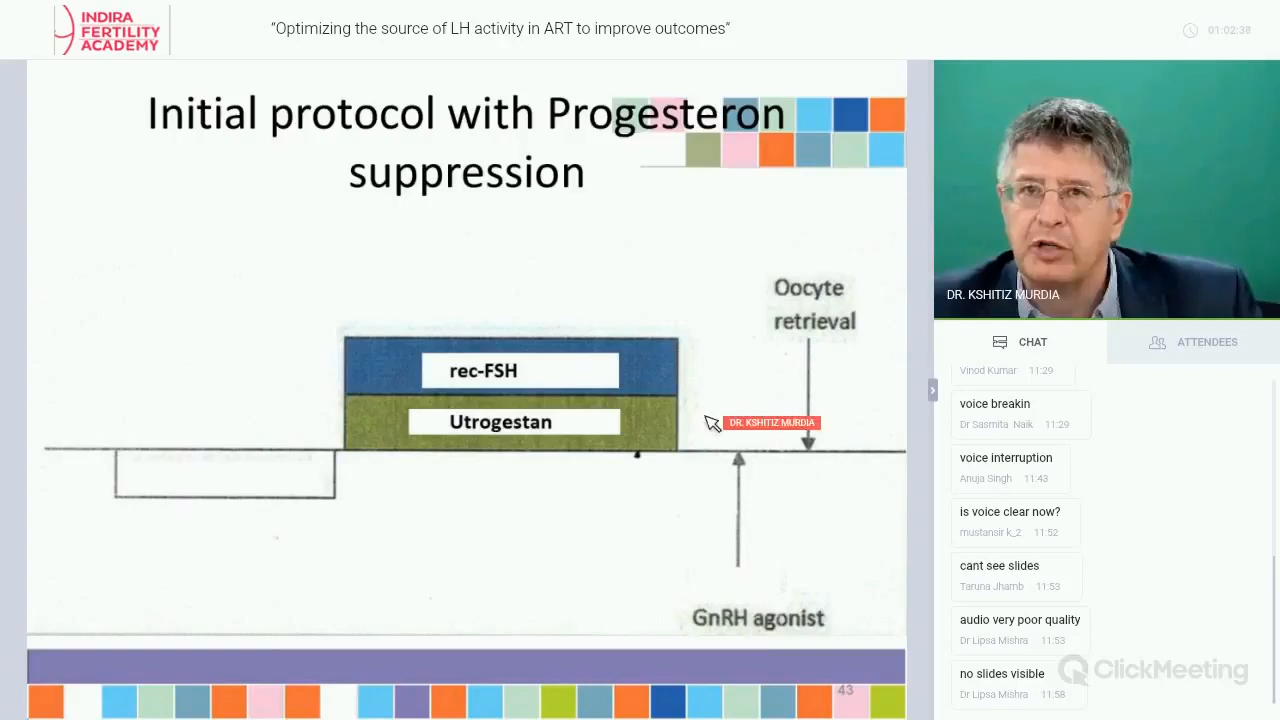 INDIRA
FERTILITY
ACADEMY
“Optimizing the source of LH activity in ART to improve outcomes”
01:02:38
Initial protocol with Progesteron
suppression
Oocyte
retrieval
rec-FSH
Utrogestan
DR. KSHITIZ MURDIA
GnRH agonist
43
DR. KSHITIZ MURDIA
CHAT
ATTENDEES
Vinod Kumar 11:29
voice breakin
Dr Sasmita Naik 11:29
voice interruption
Anuja Singh 11:43
is voice clear now?
mustansir k_2 11:52
cant see slides
Taruna Jhamb 11:53
audio very poor quality
Dr Lipsa Mishra 11:53
no slides visible
Dr Lipsa Mishra 11:58
ClickMeeting